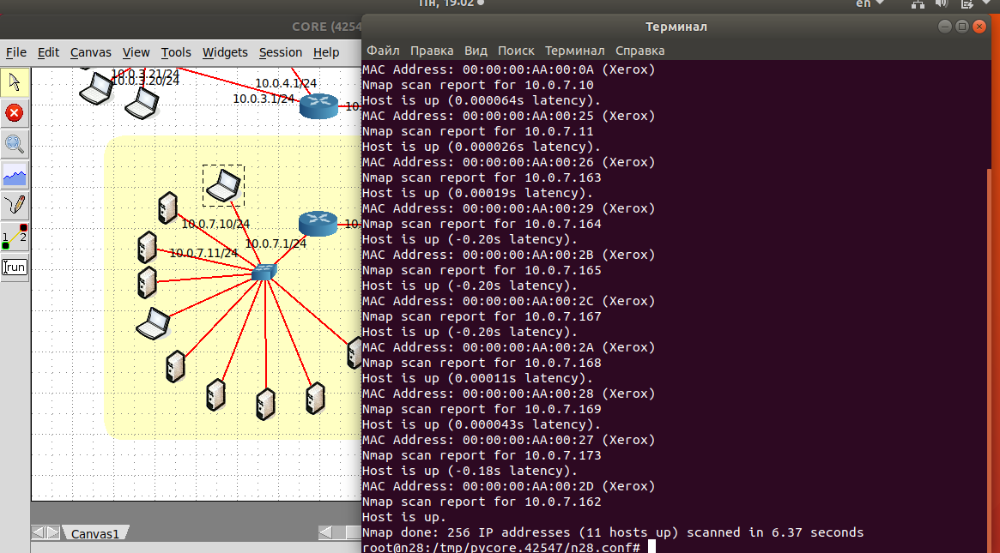 Пн, 19:02
en
CORE (4254
Терминал
File Edit Canvas View Tools Widgets Session Help
Файл Правка Вид Поиск Терминал Справка
10.0.3.21/24
10.0.3.20/24
10.0.4.1/24
10.0.3.1/24
10.
10.0.7.10/24
10.
10.0.7.1/24
10.0.7.11/24
1 2
run
Canvas1
MAC Address: 00:00:00:AA:00:0A (Xerox)
Nmap scan report for 10.0.7.10
Host is up (0.000064s latency).
MAC Address: 00:00:00:AA:00:25 (Xerox)
Nmap scan report for 10.0.7.11
Host is up (0.000026s latency).
MAC Address: 00:00:00:AA:00:26 (Xerox)
Nmap scan report for 10.0.7.163
Host is up (0.00019s latency).
MAC Address: 00:00:00:AA:00:29 (Xerox)
Nmap scan report for 10.0.7.164
Host is up (-0.20s latency).
MAC Address: 00:00:00:AA:00:2B (Xerox)
Nmap scan report for 10.0.7.165
Host is up (-0.20s latency).
MAC Address: 00:00:00:AA:00:2C (Xerox)
Nmap scan report for 10.0.7.167
Host is up (-0.20s latency).
MAC Address: 00:00:00:AA:00:2A (Xerox)
Nmap scan report for 10.0.7.168
Host is up (0.00011s latency).
MAC Address: 00:00:00:AA:00:28 (Xerox)
Nmap scan report for 10.0.7.169
Host is up (0.000043s latency).
MAC Address: 00:00:00:AA:00:27 (Xerox)
Nmap scan report for 10.0.7.173
Host is up (-0.18s latency).
MAC Address: 00:00:00:AA:00:2D (Xerox)
Nmap scan report for 10.0.7.162
Host is up.
Nmap done: 256 IP addresses (11 hosts up) scanned in 6.37 seconds
root@n28:/tmp/pycore.42547/n28.conf#